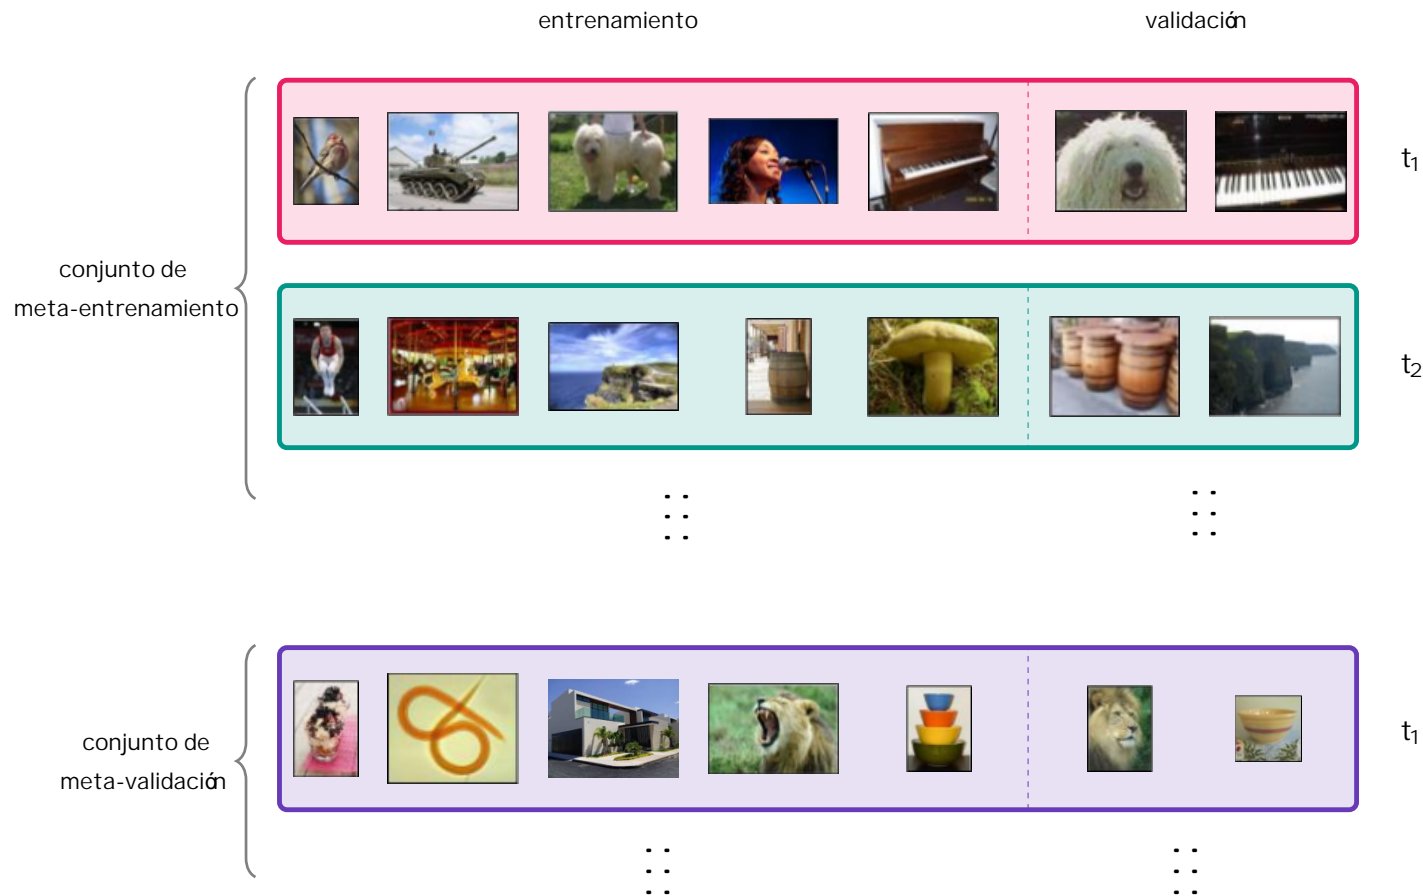 entrenamiento
validación
t1
conjunto de
meta-entrenamiento
t2
conjunto de
meta-validación
t1